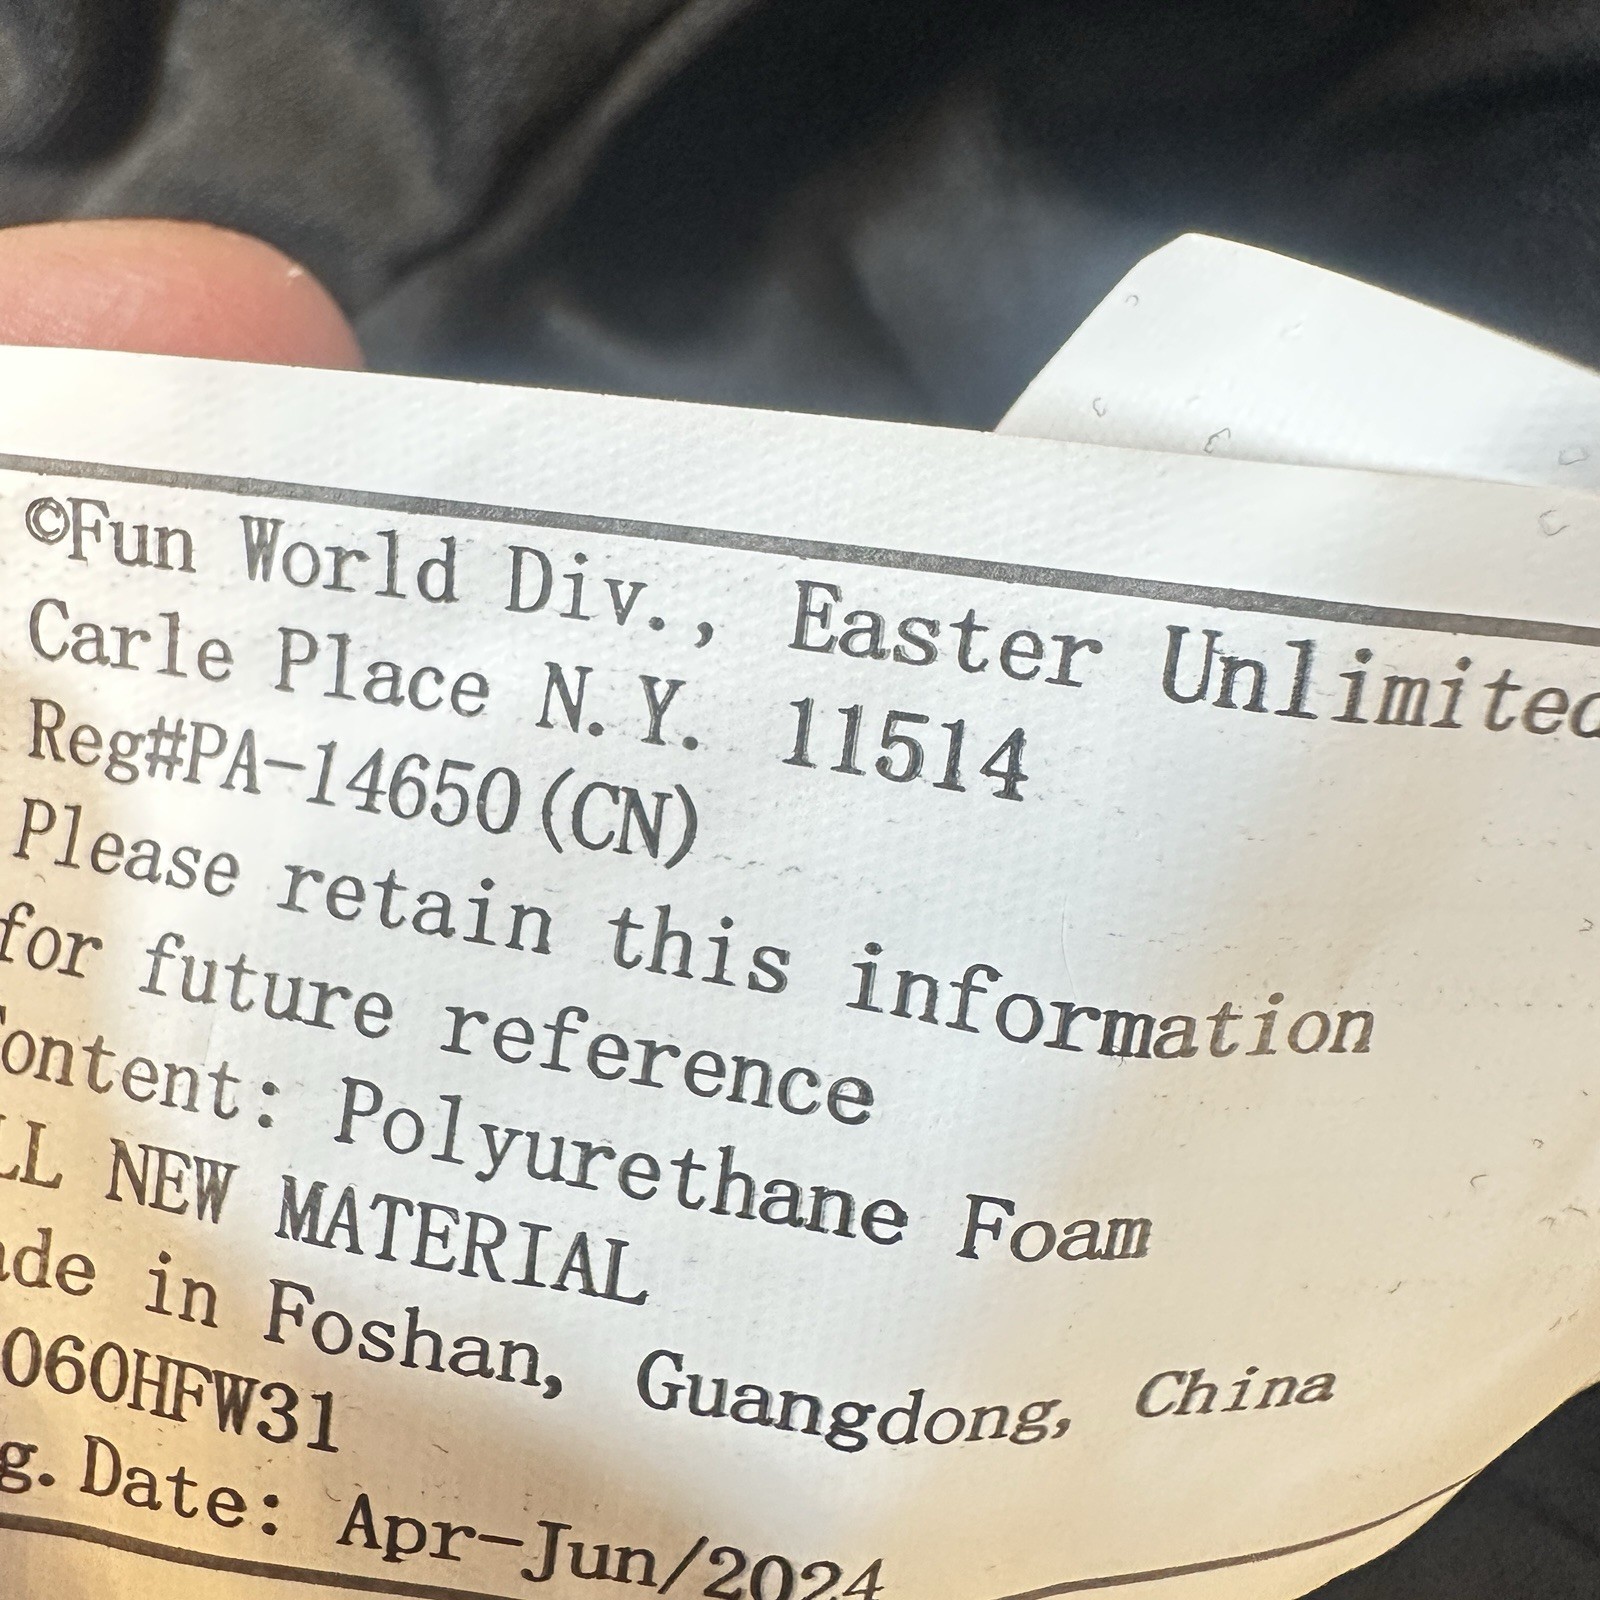 ©Fun World Div., Easter Unlimited
Carle Place N.Y. 11514
Reg#PA-14650(CN)
Please retain this information
for future reference
ontent: Polyurethane Foam
LL NEW MATERIAL
ade in Foshan, Guangdong, China
060HFW31
g. Date: Apr-Jun/2024